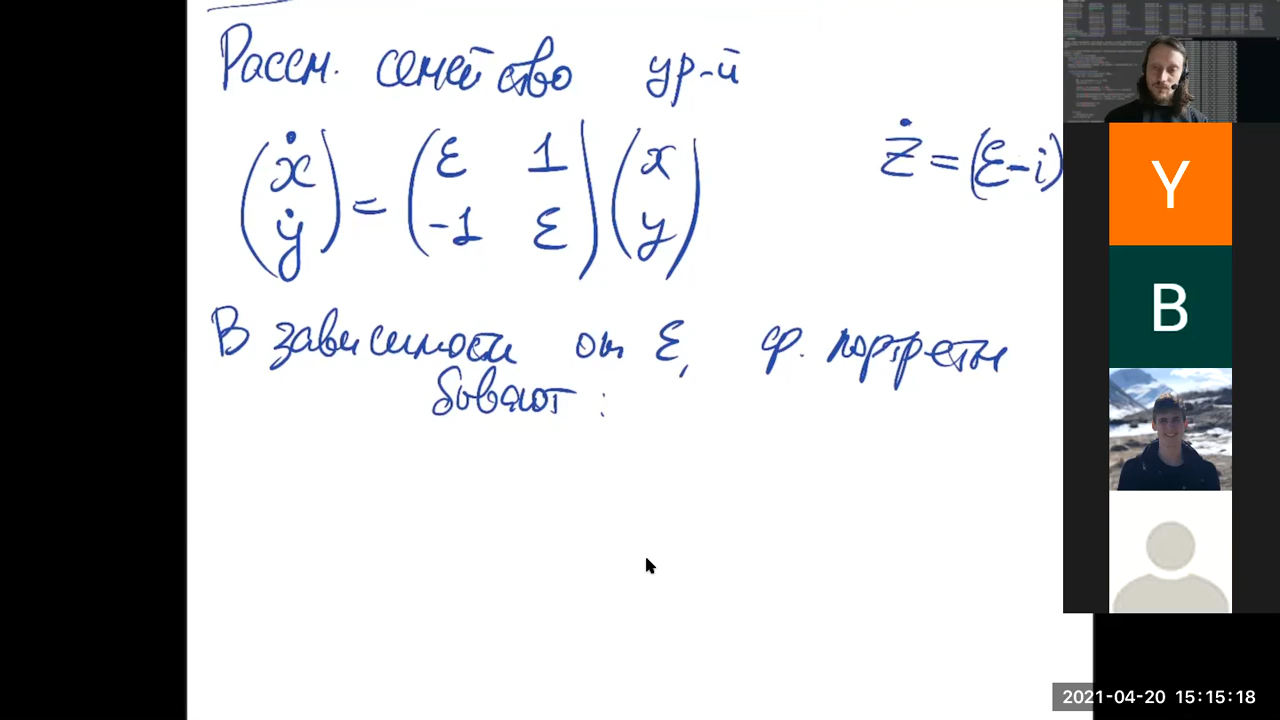 Рассм. семейство ур-й
(ẋ ẏ) = (ε 1 -1 ε) (x y) ż = (ε-i)
В зависимости от ε, ф. портреты
бывают :
Y
B
2021-04-20 15:15:18